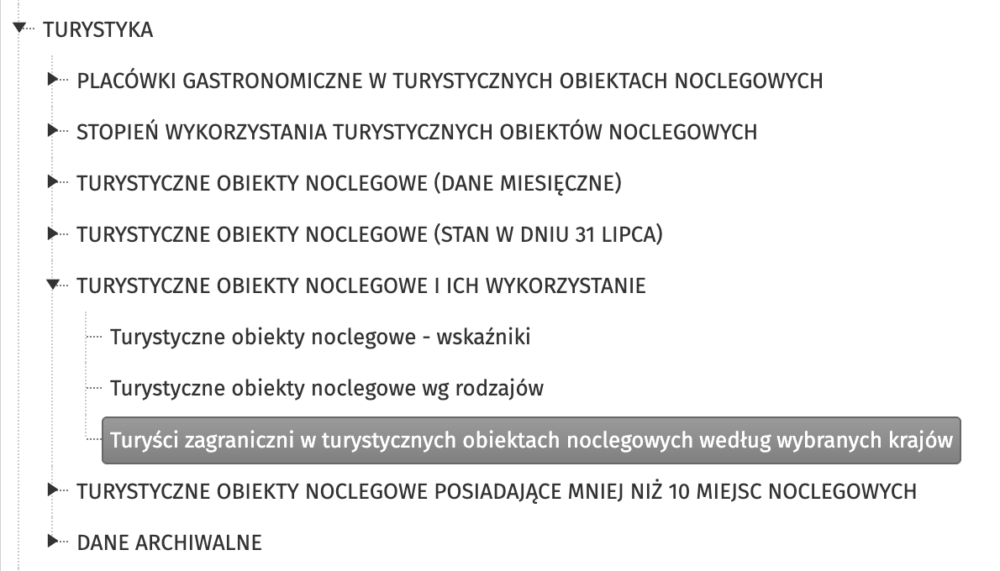 TURYSTYKA
PLACÓWKI GASTRONOMICZNE W TURYSTYCZNYCH OBIEKTACH NOCLEGOWYCH
STOPIEŃ WYKORZYSTANIA TURYSTYCZNYCH OBIEKTÓW NOCLEGOWYCH
TURYSTYCZNE OBIEKTY NOCLEGOWE (DANE MIESIĘCZNE)
TURYSTYCZNE OBIEKTY NOCLEGOWE (STAN W DNIU 31 LIPCA)
TURYSTYCZNE OBIEKTY NOCLEGOWE I ICH WYKORZYSTANIE
Turystyczne obiekty noclegowe - wskaźniki
Turystyczne obiekty noclegowe wg rodzajów
Turyści zagraniczni w turystycznych obiektach noclegowych według wybranych krajów
TURYSTYCZNE OBIEKTY NOCLEGOWE POSIADAJĄCE MNIEJ NIŻ 10 MIEJSC NOCLEGOWYCH
DANE ARCHIWALNE